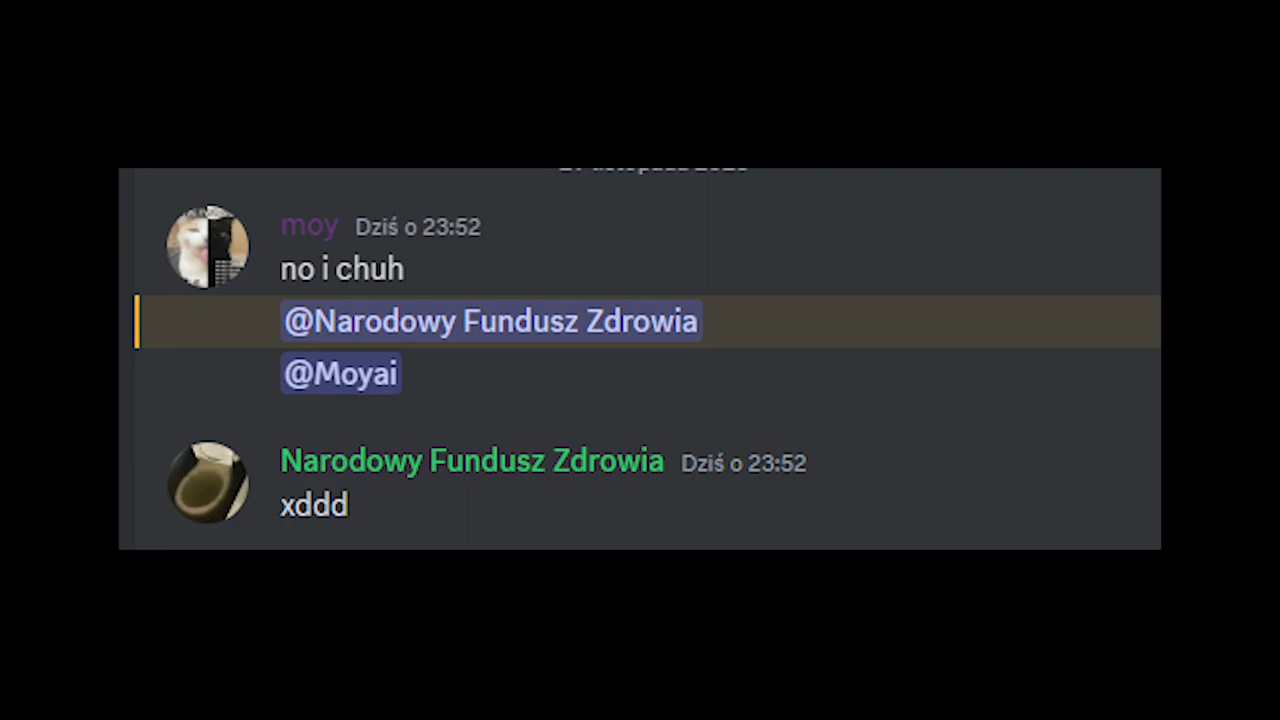 moy Dziś o 23:52
no i chuh
@Narodowy Fundusz Zdrowia
@Moyai
Narodowy Fundusz Zdrowia Dziś o 23:52
xddd